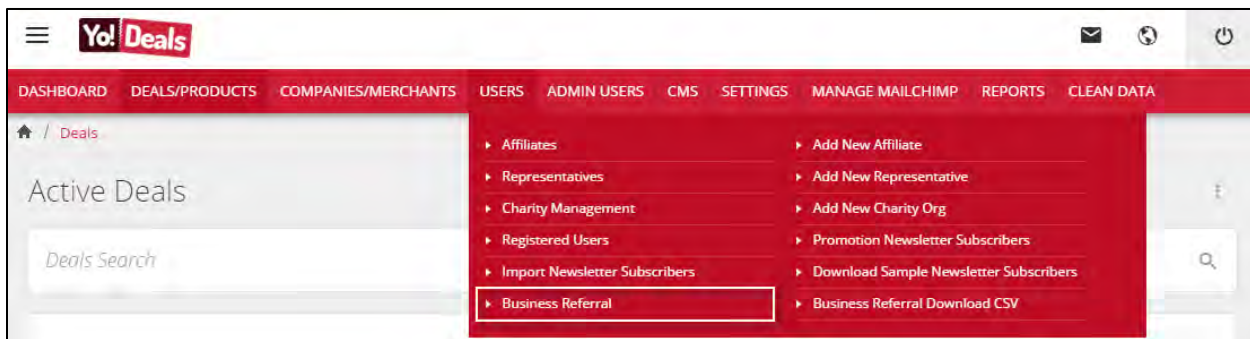 Yo! Deals
DASHBOARD DEALS/PRODUCTS COMPANIES/MERCHANTS USERS ADMIN USERS CMS SETTINGS MANAGE MAILCHIMP REPORTS CLEAN DATA
/ Deals
Active Deals
Deals Search
Affiliates
Add New Affiliate
Representatives
Add New Representative
Charity Management
Add New Charity Org
Registered Users
Promotion Newsletter Subscribers
Import Newsletter Subscribers
Download Sample Newsletter Subscribers
Business Referral
Business Referral Download CSV